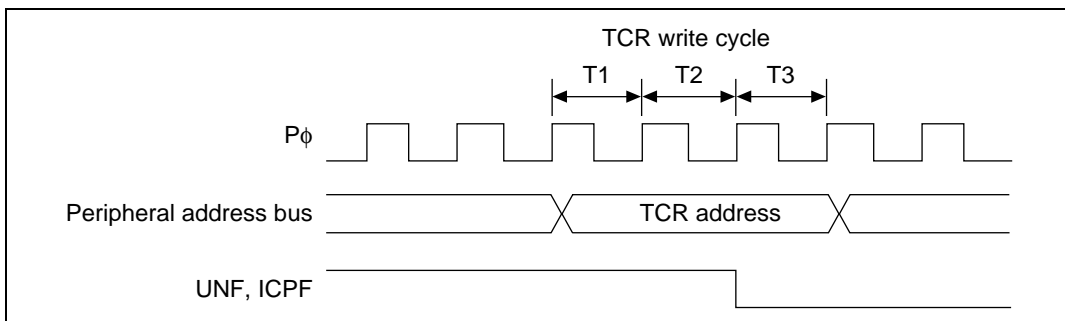 TCR write cycle
T1 T2 T3
Pϕ
Peripheral address bus
TCR address
UNF, ICPF